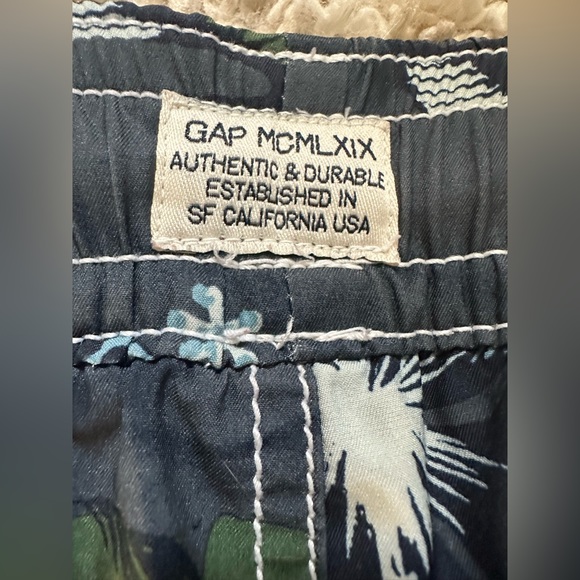 GAP MCMLXIX
AUTHENTIC & DURABLE
ESTABLISHED IN
SF CALIFORNIA USA